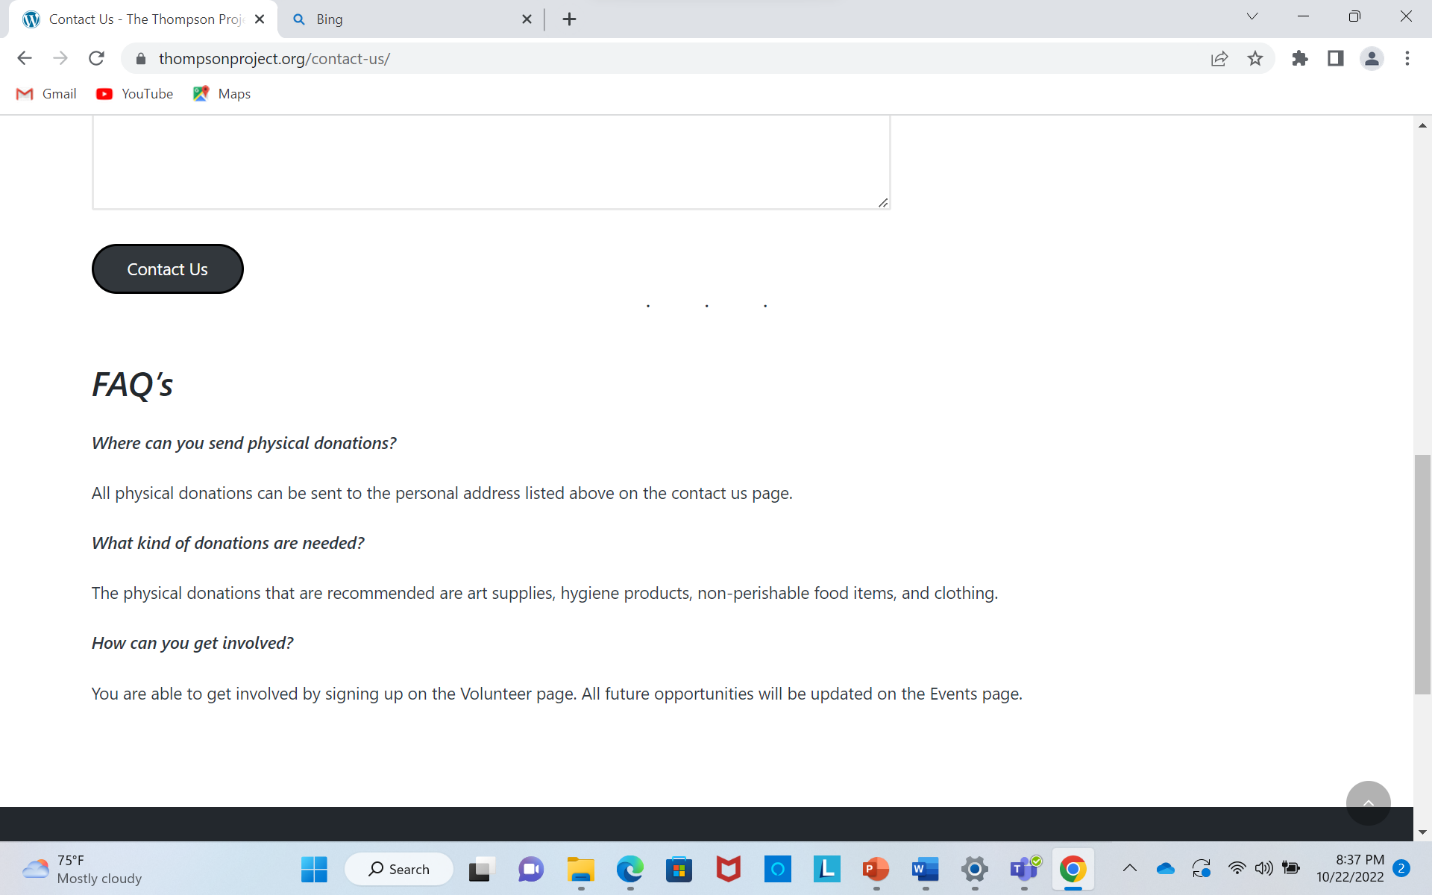 Contact Us - The Thompson Proj
Bing
thompsonproject.org/contact-us/
Gmail YouTube Maps
Contact Us
. . .
FAQ's
Where can you send physical donations?
All physical donations can be sent to the personal address listed above on the contact us page.
What kind of donations are needed?
The physical donations that are recommended are art supplies, hygiene products, non-perishable food items, and clothing.
How can you get involved?
You are able to get involved by signing up on the Volunteer page. All future opportunities will be updated on the Events page.
75°F
Mostly cloudy
Search
L
P
W
T
8:37 PM
10/22/2022
2